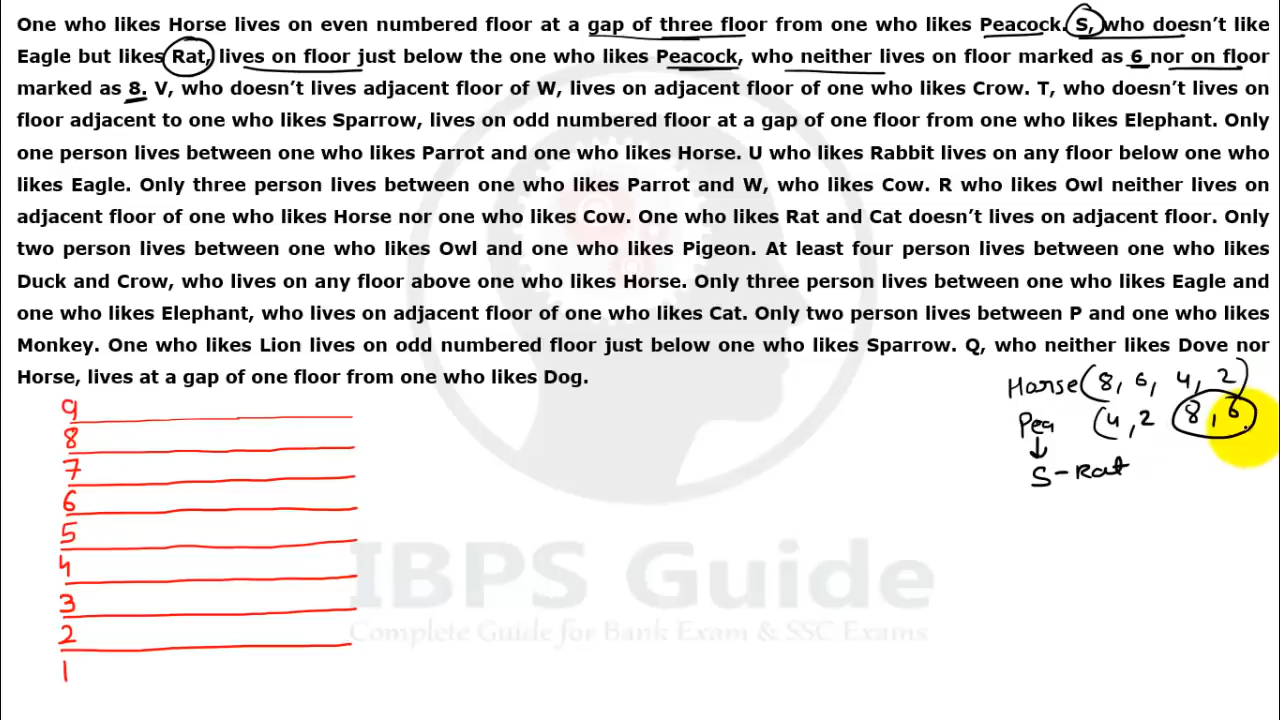 One who likes Horse lives on even numbered floor at a gap of three floor from one who likes Peacock. S, who doesn't like
Eagle but likes Rat, lives on floor just below the one who likes Peacock, who neither lives on floor marked as 6 nor on floor
marked as 8. V, who doesn't lives adjacent floor of W, lives on adjacent floor of one who likes Crow. T, who doesn't lives on
floor adjacent to one who likes Sparrow, lives on odd numbered floor at a gap of one floor from one who likes Elephant. Only
one person lives between one who likes Parrot and one who likes Horse. U who likes Rabbit lives on any floor below one who
likes Eagle. Only three person lives between one who likes Parrot and W, who likes Cow. R who likes Owl neither lives on
adjacent floor of one who likes Horse nor one who likes Cow. One who likes Rat and Cat doesn't lives on adjacent floor. Only
two person lives between one who likes Owl and one who likes Pigeon. At least four person lives between one who likes
Duck and Crow, who lives on any floor above one who likes Horse. Only three person lives between one who likes Eagle and
one who likes Elephant, who lives on adjacent floor of one who likes Cat. Only two person lives between P and one who likes
Monkey. One who likes Lion lives on odd numbered floor just below one who likes Sparrow. Q, who neither likes Dove nor
Horse, lives at a gap of one floor from one who likes Dog.
Horse (8, 6, 4, 2)
Pea (4, 2 8, 6.
S - Rat
9
8
7
6
5
4
3
2
1
IBPS Guide
Complete Guide for Bank Exam & SSC Exams